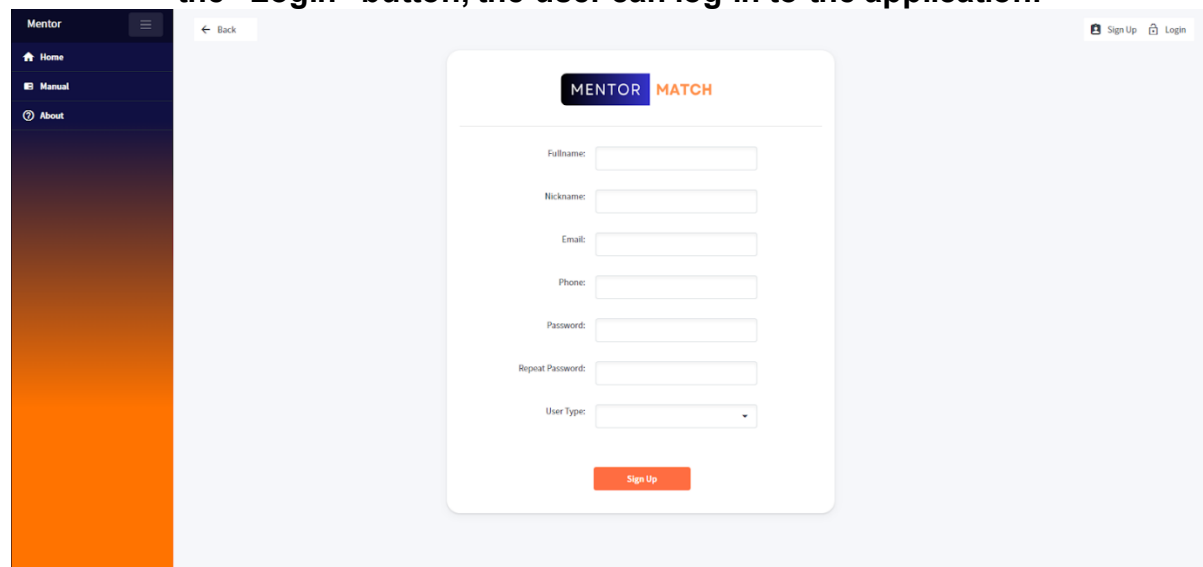 the "Login" button, the user can log in to the application.
Mentor
Back
Sign Up Login
Home
Manual
About
MENTOR MATCH
Fullname:
Nickname:
Email:
Phone:
Password:
Repeat Password:
User Type:
Sign Up